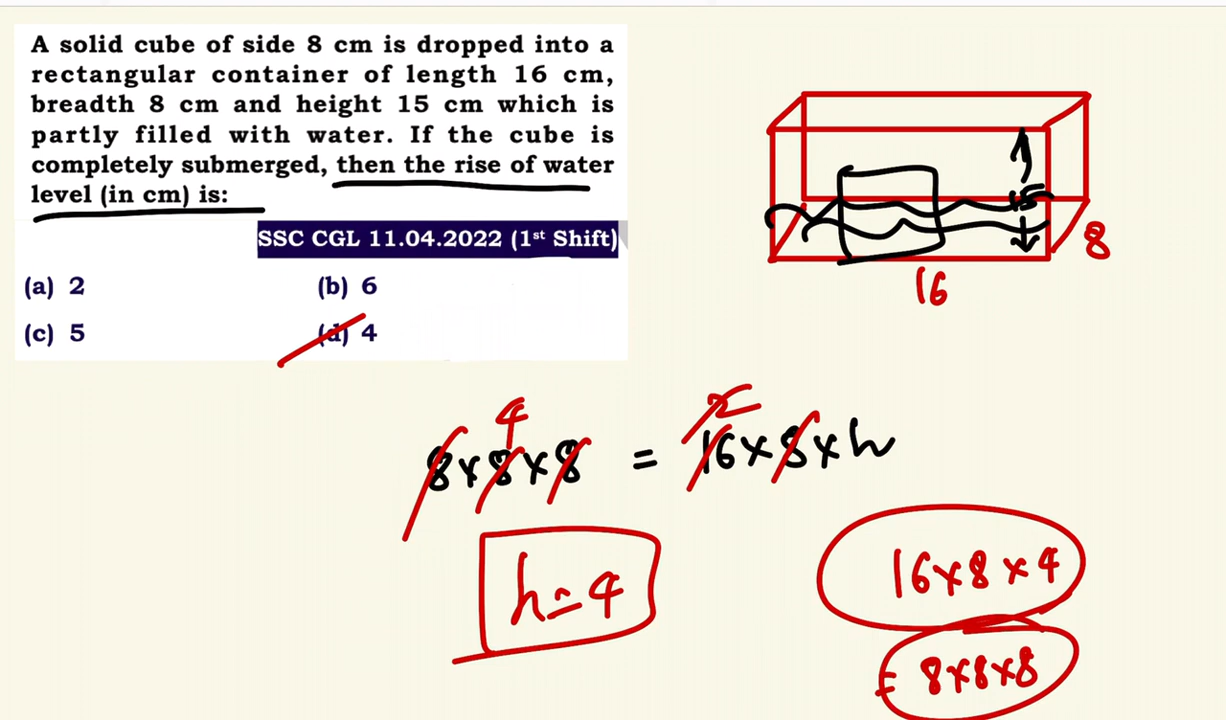 A solid cube of side 8 cm is dropped into a
rectangular container of length 16 cm,
breadth 8 cm and height 15 cm which is
partly filled with water. If the cube is
completely submerged, then the rise of water
level (in cm) is:
SSC CGL 11.04.2022 (1st Shift)
(a) 2 (b) 6
(c) 5 (d) 4
15
8
16
4 2
8×8×8 = 16×8×h
h=4
16×8×4
= 8×8×8